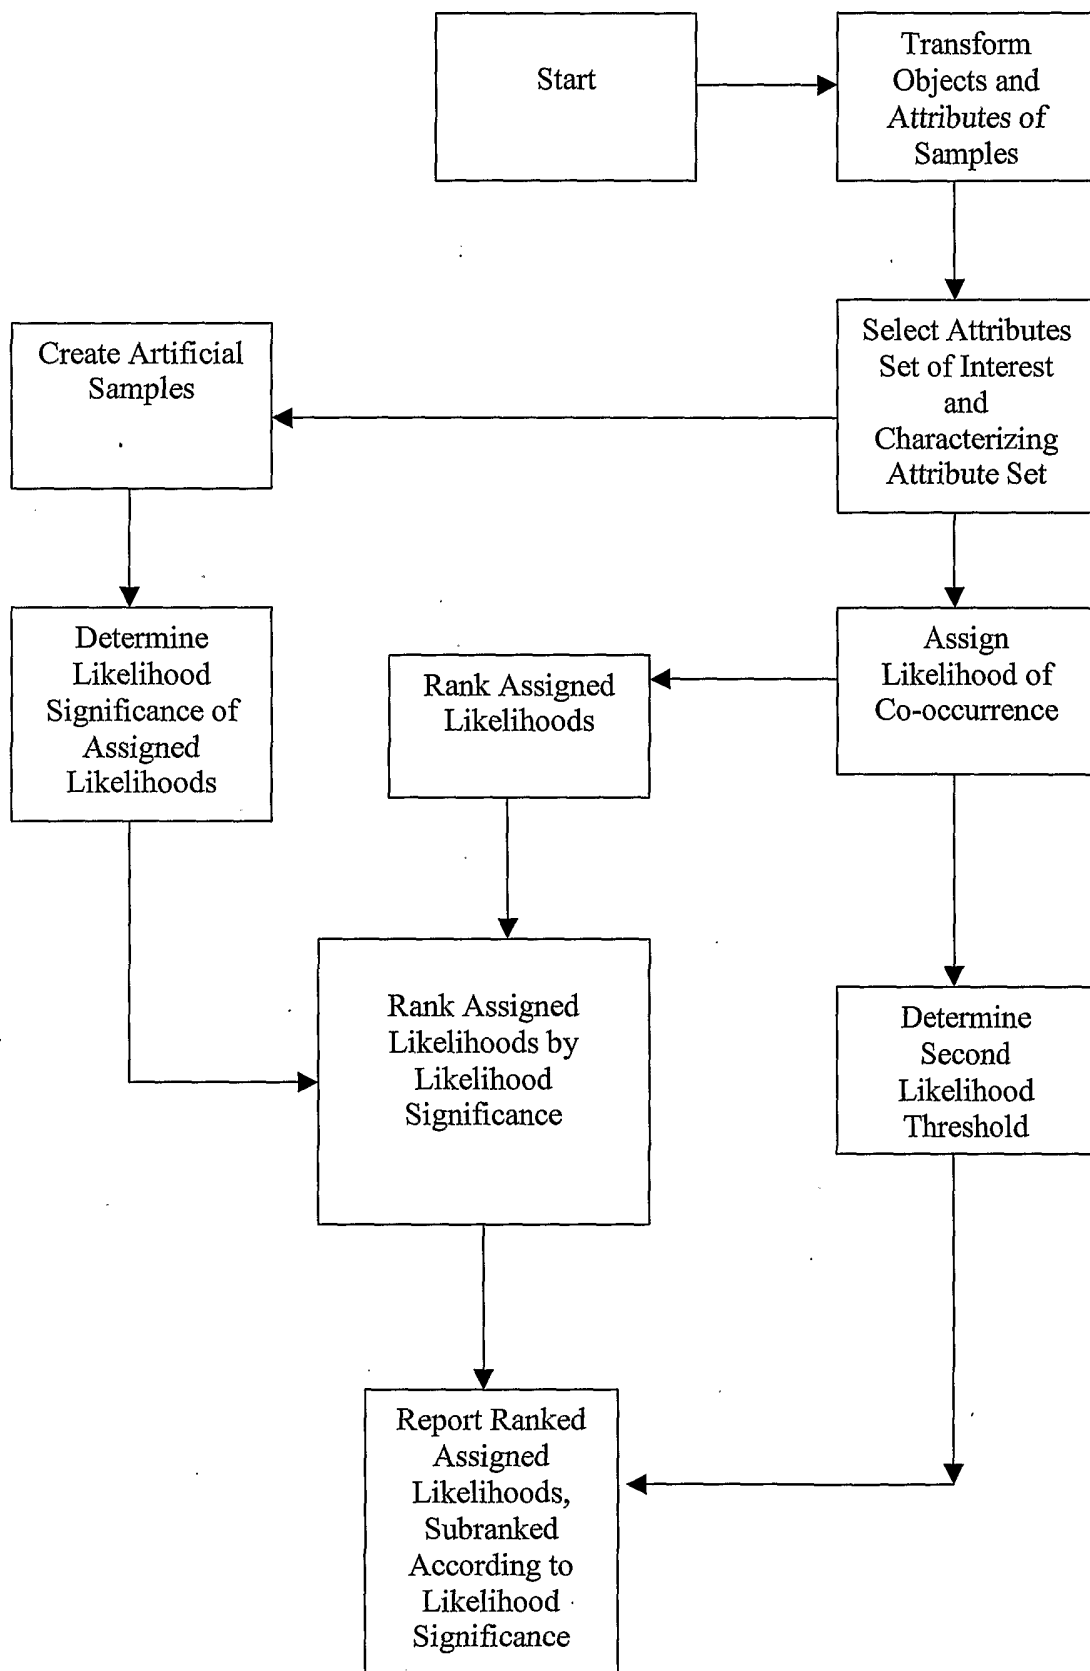 Start
Transform
Objects and
Attributes of
Samples
Select Attributes
Set of Interest
and
Characterizing
Attribute Set
Create Artificial
Samples
Determine
Likelihood
Significance of
Assigned
Likelihoods
Rank Assigned
Likelihoods
Assign
Likelihood of
Co-occurrence
Rank Assigned
Likelihoods by
Likelihood
Significance
Determine
Second
Likelihood
Threshold
Report Ranked
Assigned
Likelihoods,
Subranked
According to
Likelihood
Significance